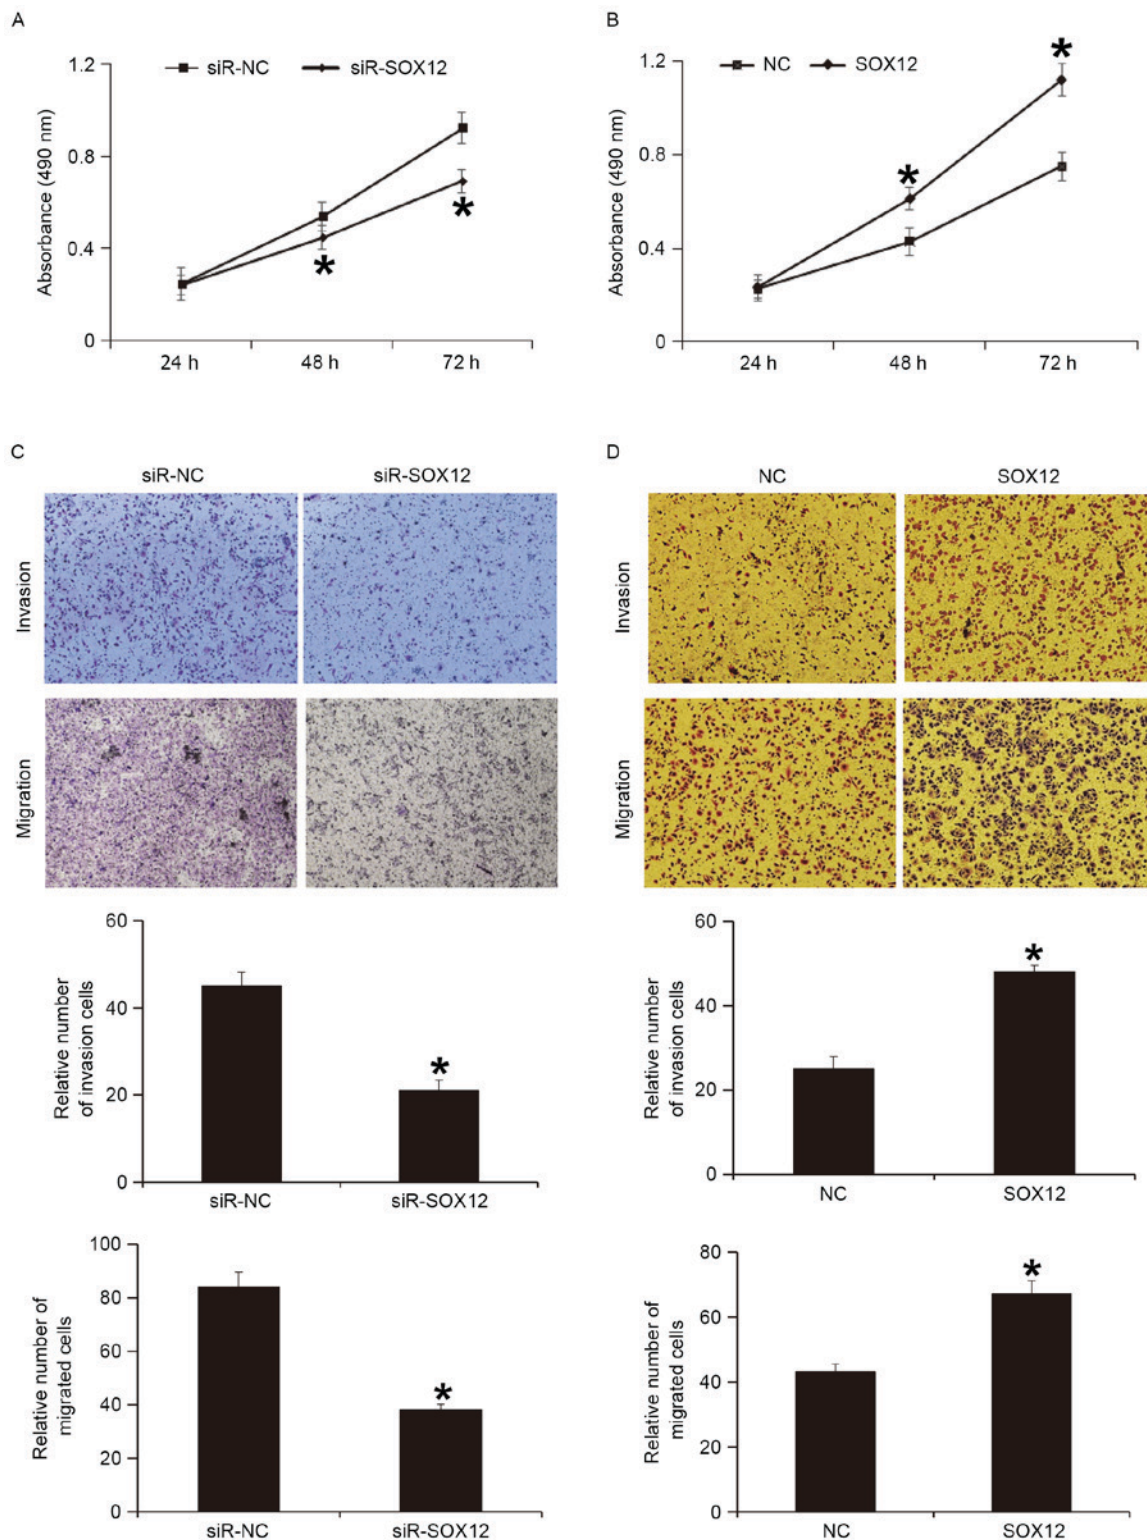 A
siR-NC siR-SOX12
1.2
0.8
0.4
0
Absorbance (490 nm)
24 h 48 h 72 h
*
*
B
NC SOX12
1.2
0.8
0.4
0
Absorbance (490 nm)
24 h 48 h 72 h
*
*
C
siR-NC siR-SOX12
Invasion
Migration
60
40
20
0
Relative number
of invasion cells
*
siR-NC siR-SOX12
100
80
60
40
20
0
Relative number of
migrated cells
*
siR-NC siR-SOX12
D
NC SOX12
Invasion
Migration
60
40
20
0
Relative number
of invasion cells
*
NC SOX12
80
60
40
20
0
Relative number of
migrated cells
*
NC SOX12